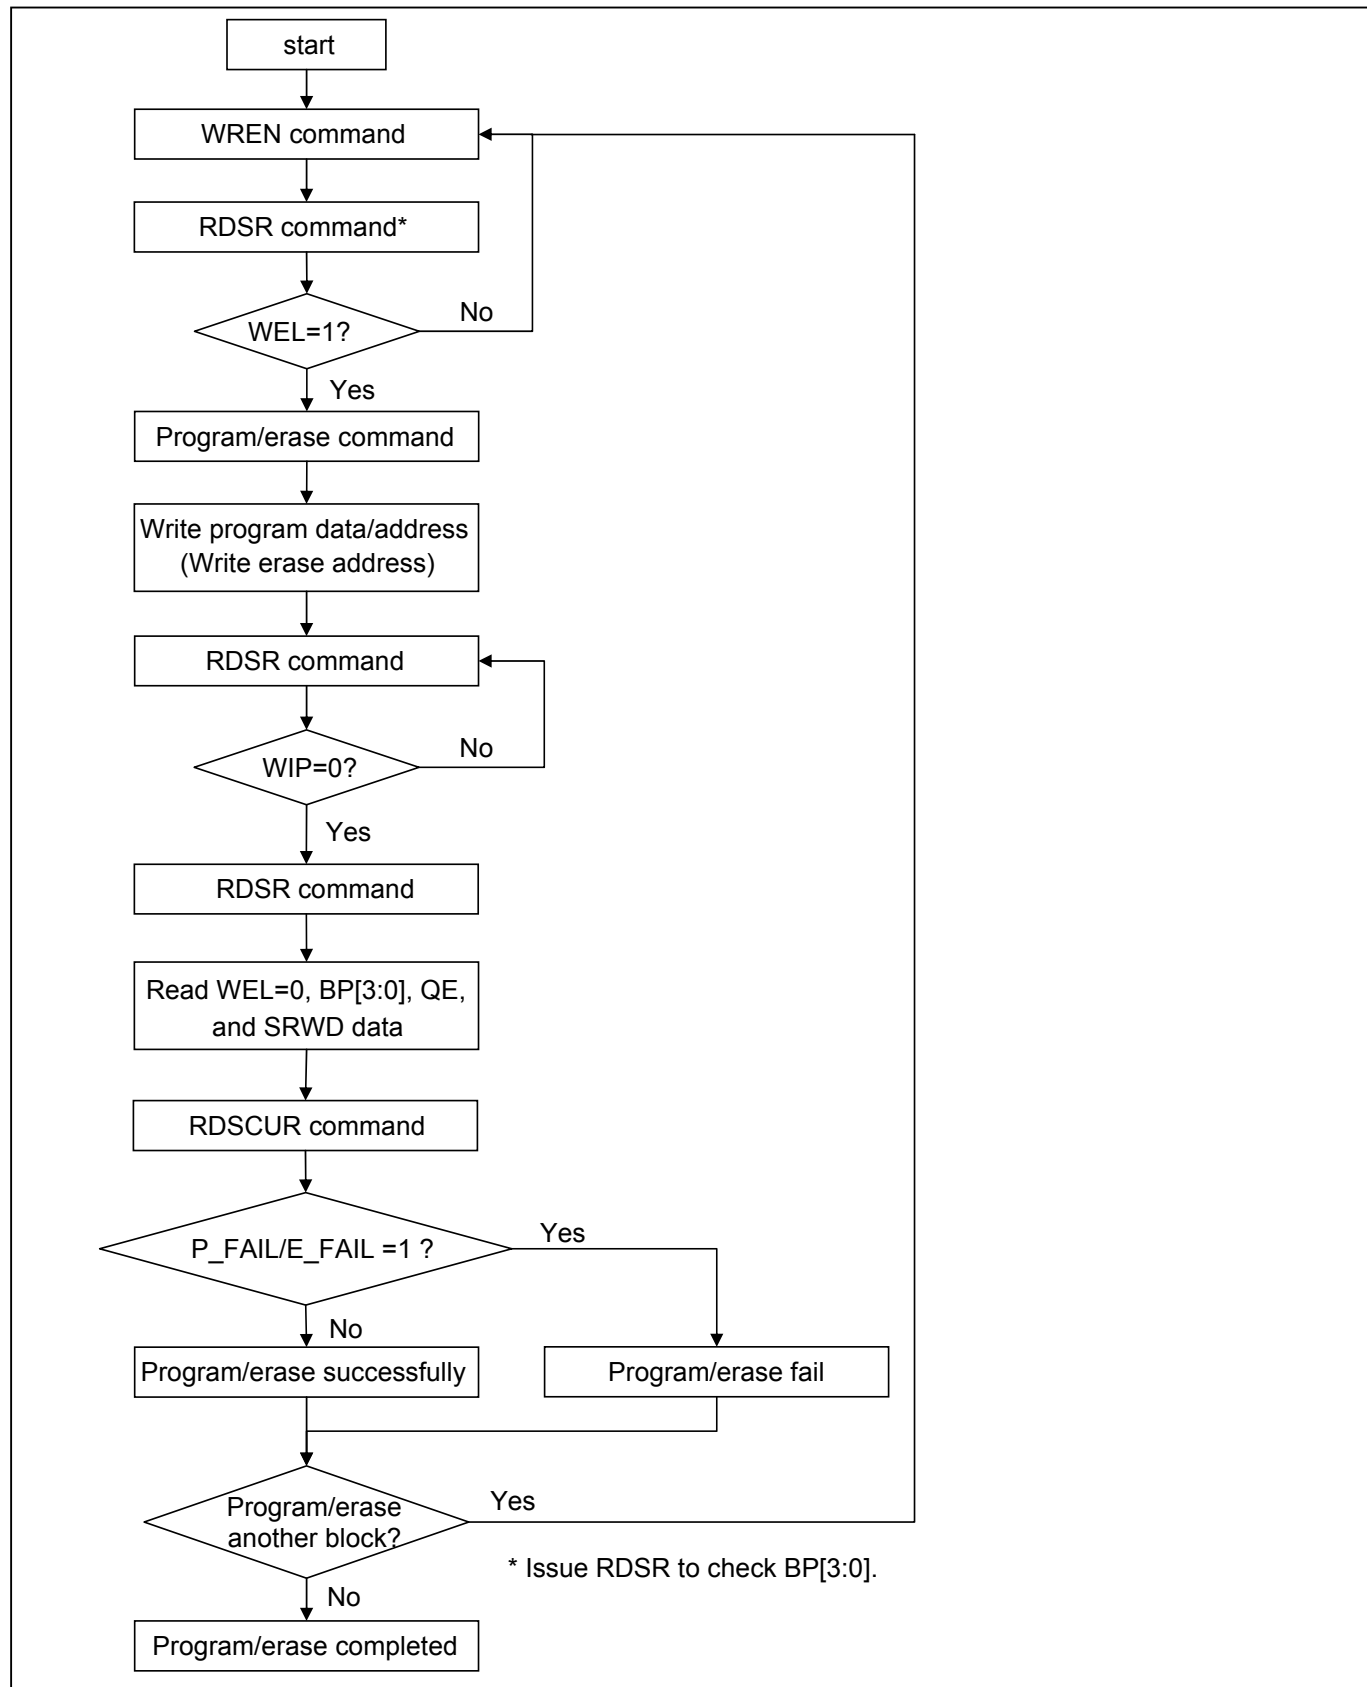 start
WREN command
RDSR command*
WEL=1?
No
Yes
Program/erase command
Write program data/address
(Write erase address)
RDSR command
WIP=0?
No
Yes
RDSR command
Read WEL=0, BP[3:0], QE,
and SRWD data
RDSCUR command
P_FAIL/E_FAIL =1 ?
Yes
No
Program/erase successfully
Program/erase fail
Program/erase
another block?
Yes
* Issue RDSR to check BP[3:0].
No
Program/erase completed